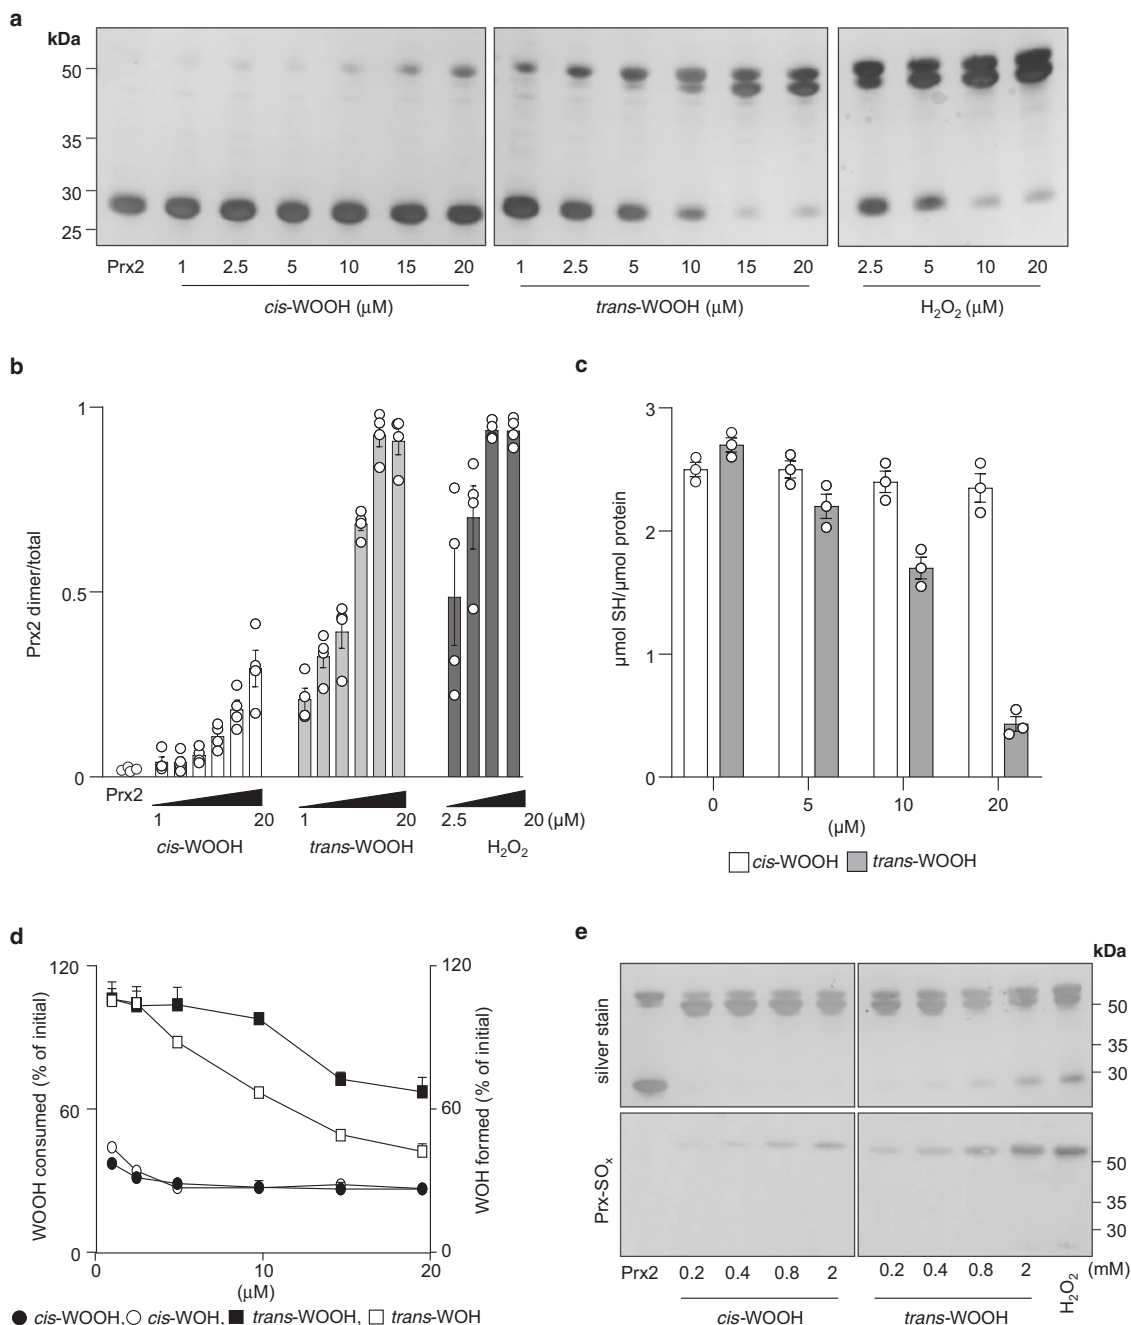 a
kDa
50
35
30
25
Prx2 1 2.5 5 10 15 20 1 2.5 5 10 15 20 2.5 5 10 20
cis-WOOH (µM) trans-WOOH (µM) H₂O₂ (µM)
b
Prx2 dimer/total
1
0.5
0
Prx2
1 20 1 20 2.5 20 (µM)
cis-WOOH trans-WOOH H₂O₂
c
µmol SH/µmol protein
3
2
1
0
0 5 10 20
(µM)
cis-WOOH trans-WOOH
d
WOOH consumed (% of initial)
120
60
0
0 10 20
(µM)
120
60
0
WOH formed (% of initial)
cis-WOOH, cis-WOH, trans-WOOH, trans-WOH
e
kDa
silver stain
50
35
30
Prx-SOₓ
50
35
30
Prx2 0.2 0.4 0.8 2 0.2 0.4 0.8 2 H₂O₂ (mM)
cis-WOOH trans-WOOH